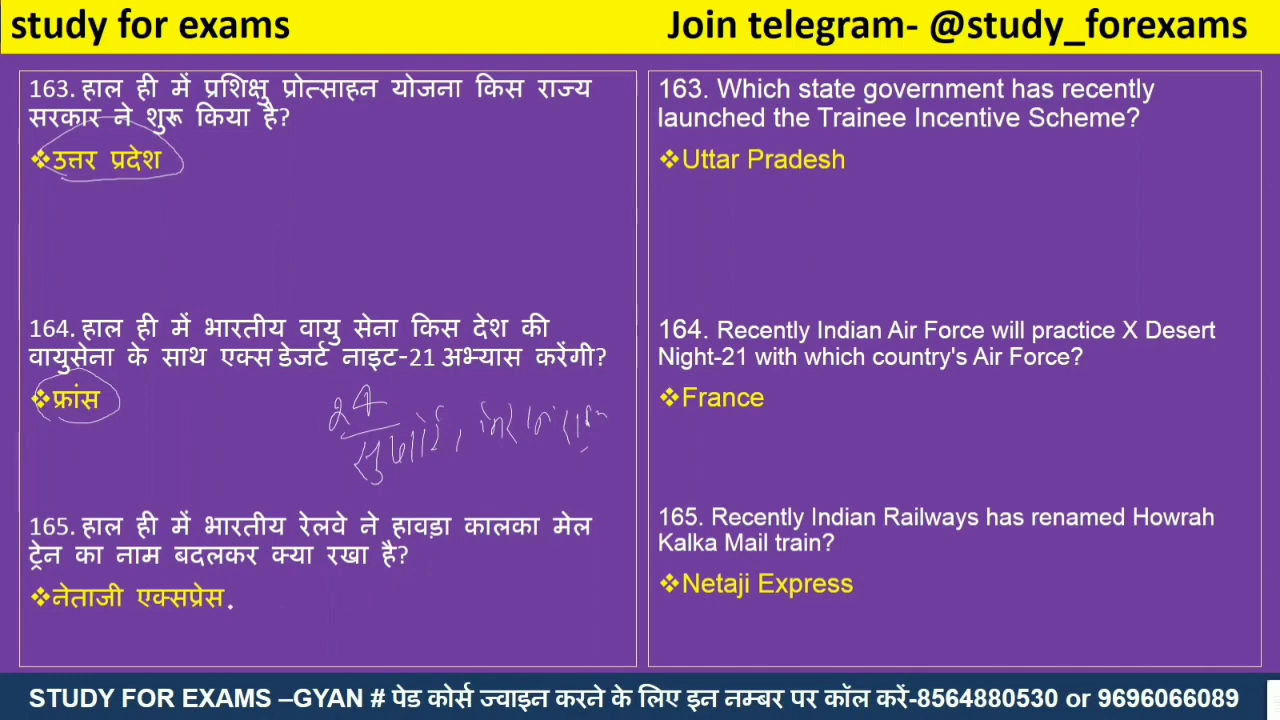 study for exams
Join telegram- @study_forexams
163. हाल ही में प्रशिक्षु प्रोत्साहन योजना किस राज्य
सरकार ने शुरू किया है?
❖उत्तर प्रदेश
164. हाल ही में भारतीय वायु सेना किस देश की
वायुसेना के साथ एक्स डेजर्ट नाइट-21 अभ्यास करेंगी?
❖फ्रांस
165. हाल ही में भारतीय रेलवे ने हावड़ा कालका मेल
ट्रेन का नाम बदलकर क्या रखा है?
❖नेताजी एक्सप्रेस.
163. Which state government has recently
launched the Trainee Incentive Scheme?
❖Uttar Pradesh
164. Recently Indian Air Force will practice X Desert
Night-21 with which country's Air Force?
❖France
165. Recently Indian Railways has renamed Howrah
Kalka Mail train?
❖Netaji Express
STUDY FOR EXAMS –GYAN # पेड कोर्स ज्वाइन करने के लिए इन नम्बर पर कॉल करें-8564880530 or 9696066089